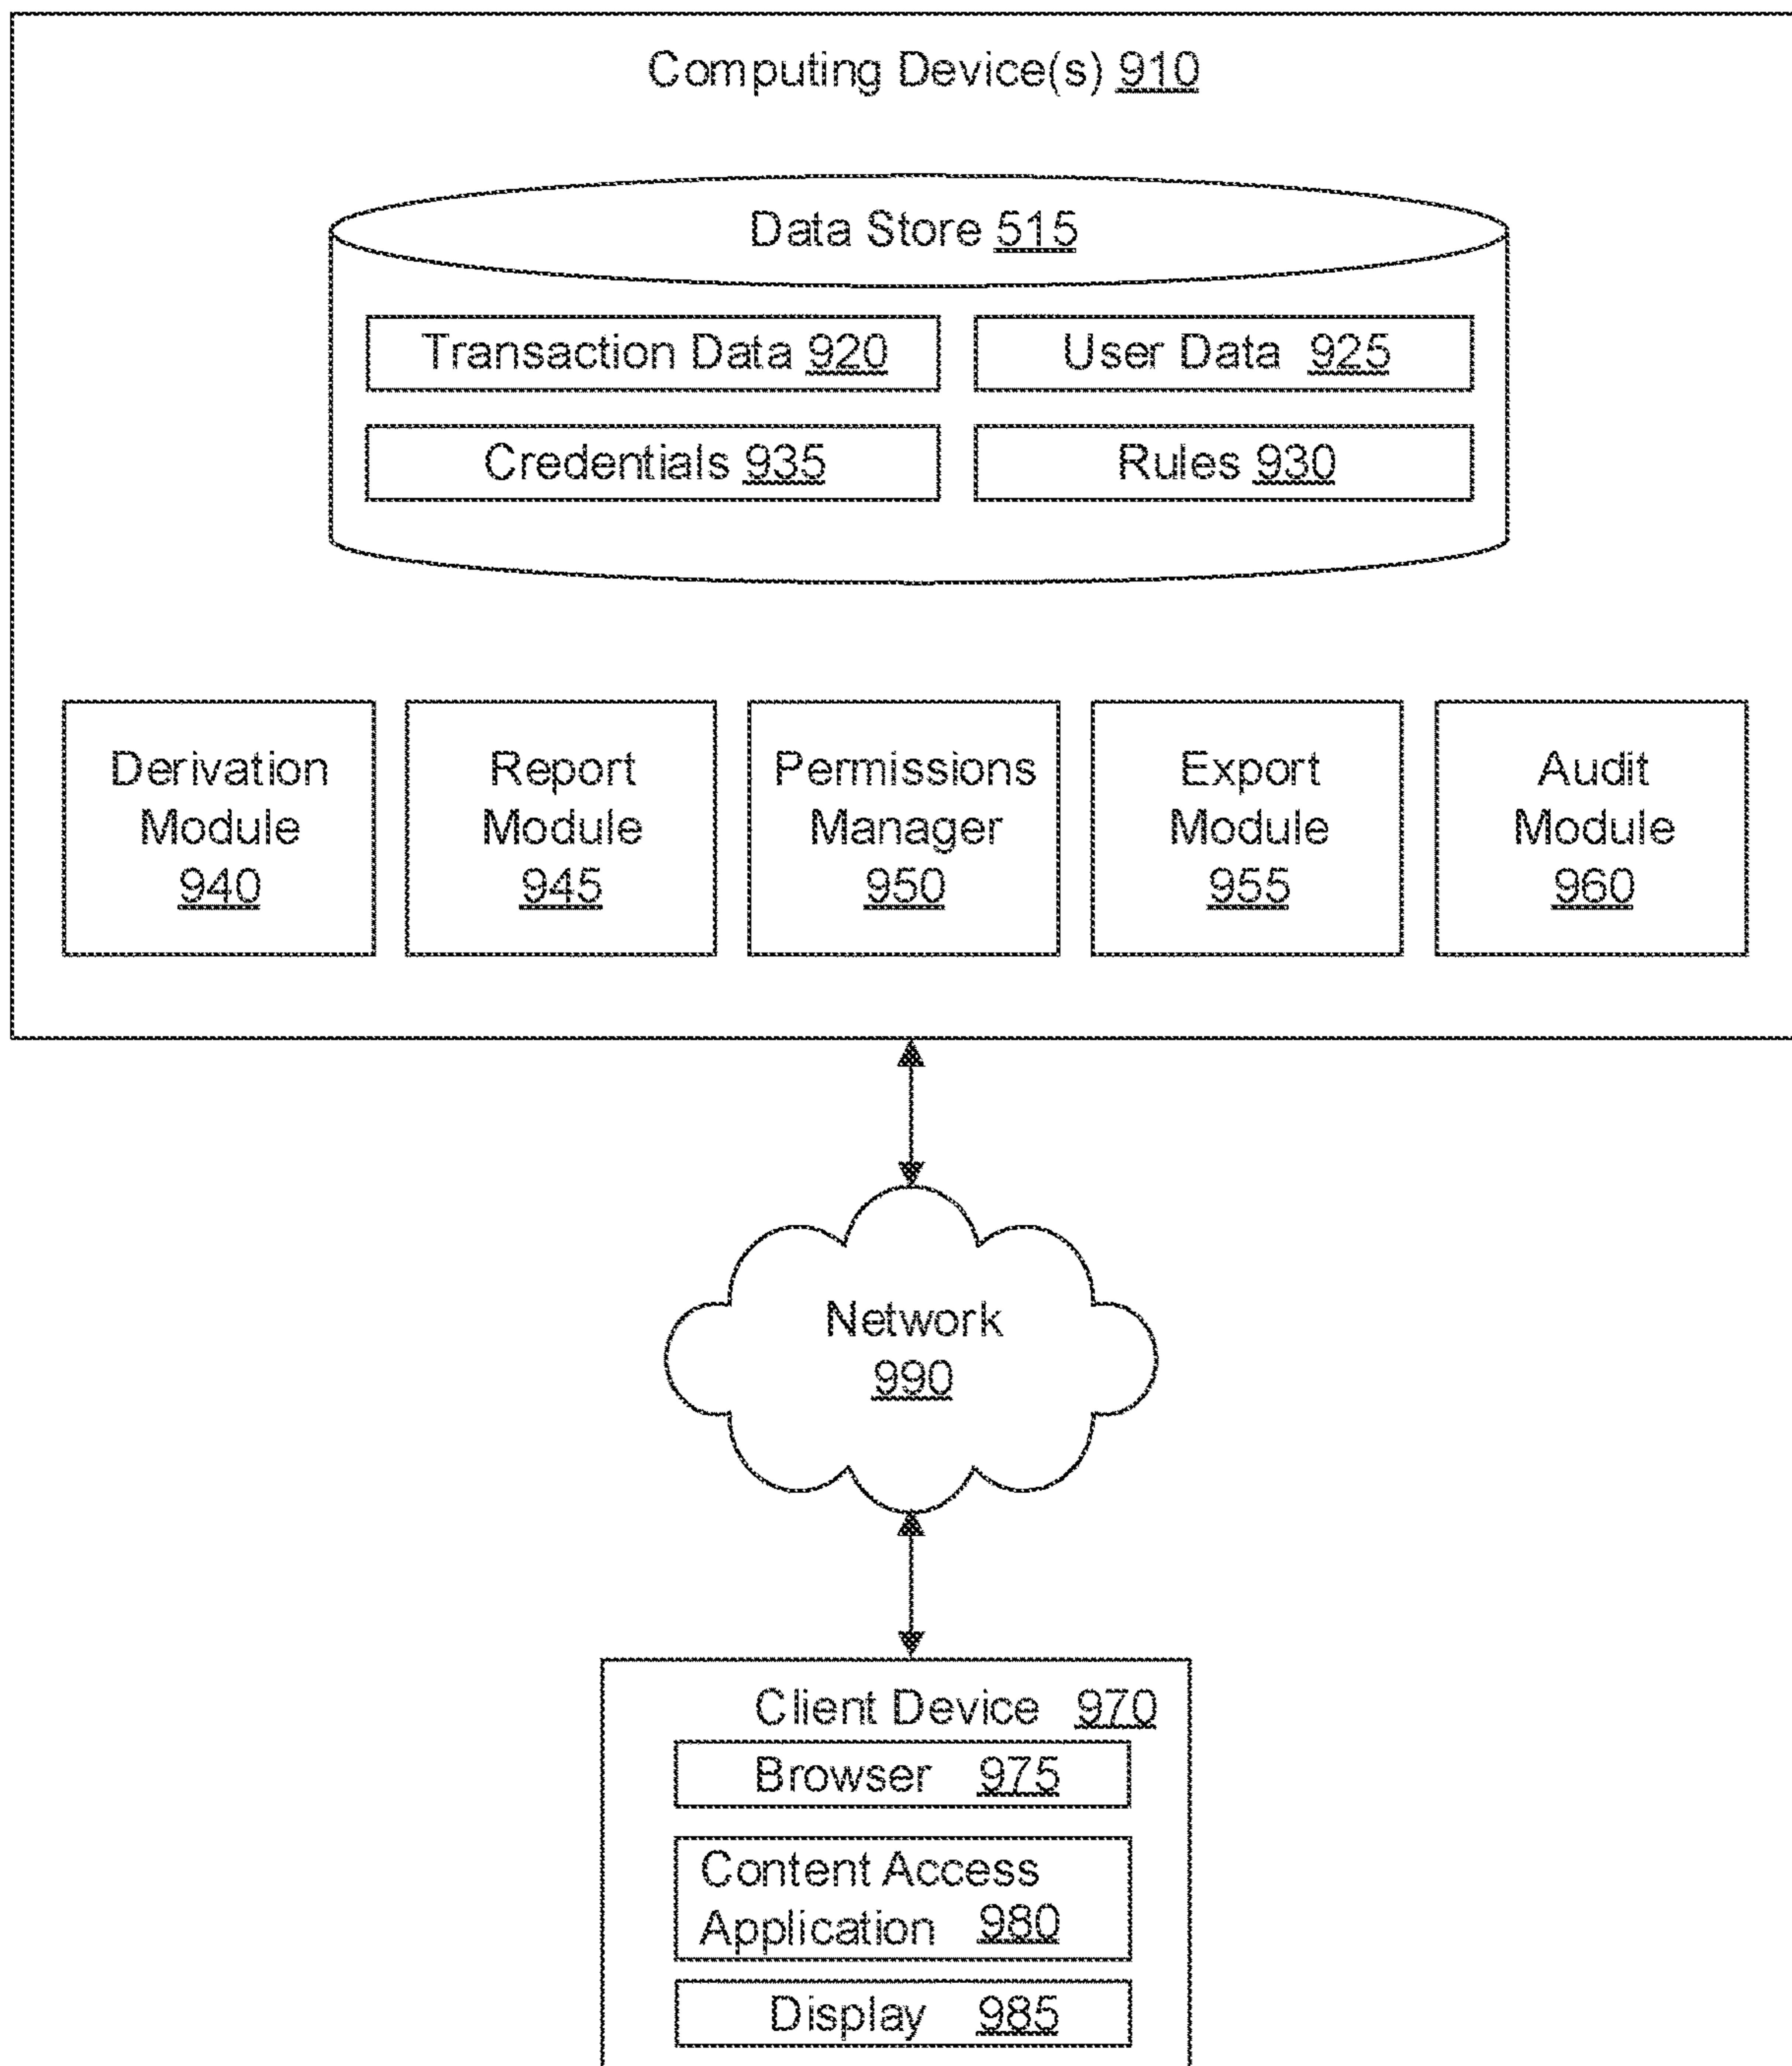 Computing Device(s) 910
Data Store 515
Transaction Data 920
User Data 925
Credentials 935
Rules 930
Derivation
Module
940
Report
Module
945
Permissions
Manager
950
Export
Module
955
Audit
Module
960
Network
990
Client Device 970
Browser 975
Content Access
Application 980
Display 985